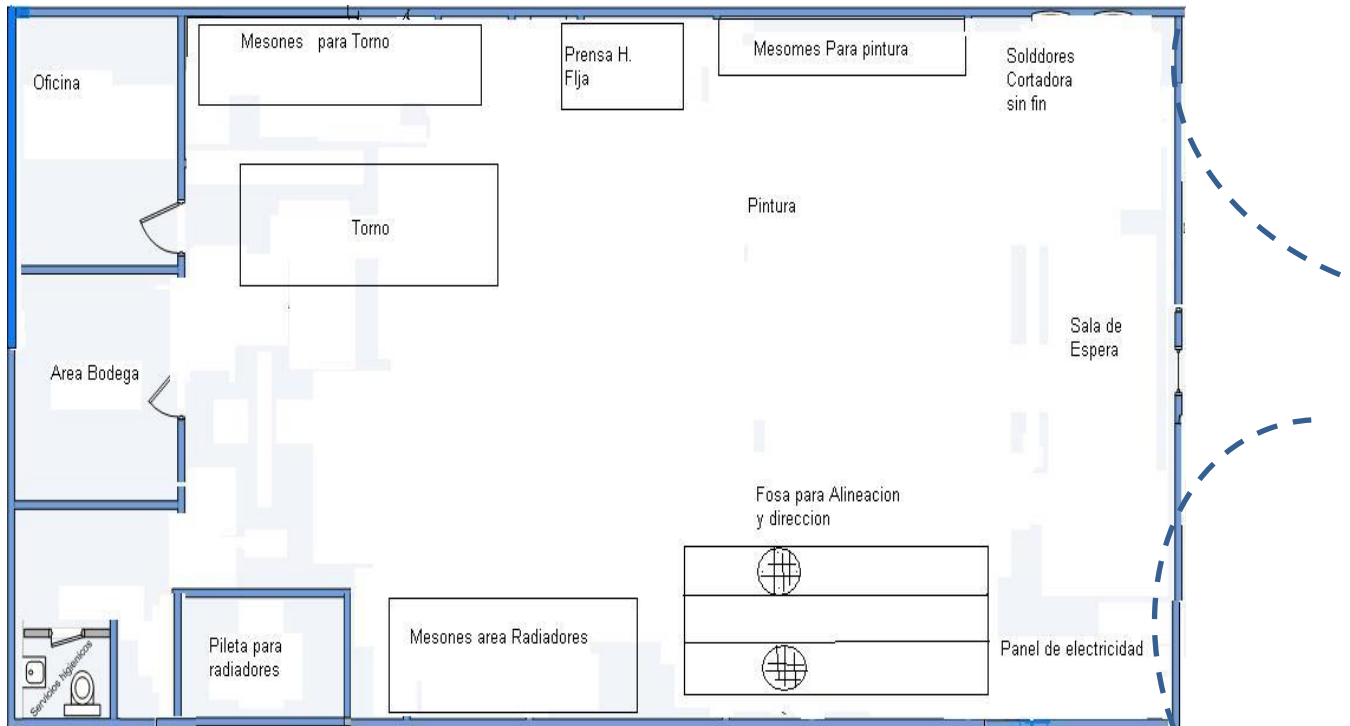 Mesones para Torno
Oficina
Prensa H.
FIja
Mesomes Para pintura
Solddores
Cortadora
sin fin
Torno
Pintura
Sala de
Espera
Area Bodega
Fosa para Alineacion
y direccion
Servicios higienicos
Pileta para
radiadores
Mesones area Radiadores
Panel de electricidad